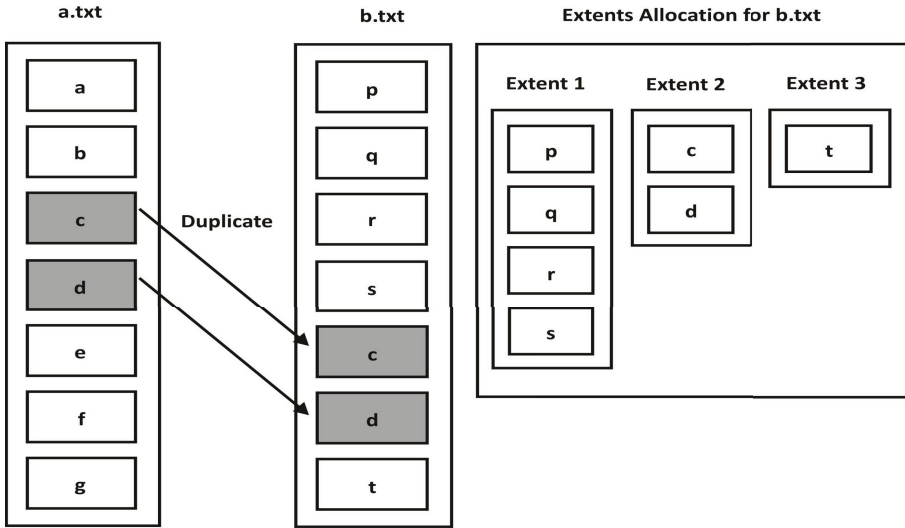 a.txt
a
b
c
d
e
f
g
Duplicate
b.txt
p
q
r
s
c
d
t
Extents Allocation for b.txt
Extent 1
p
q
r
s
Extent 2
c
d
Extent 3
t